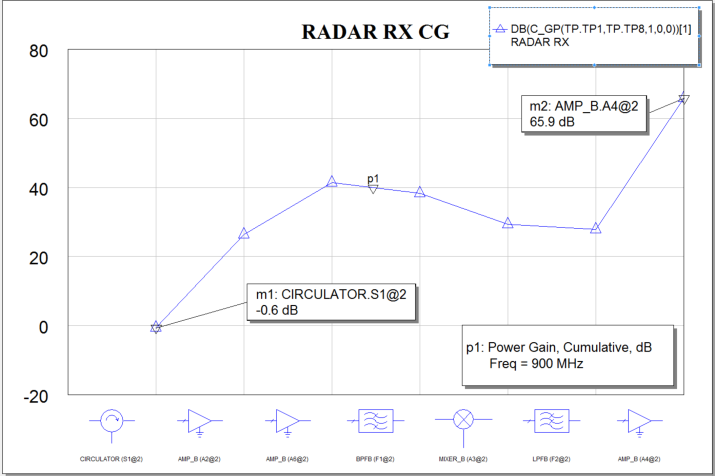 RADAR RX CG
DB(C_GP(TP.TP1,TP.TP8,1,0,0))[1]
RADAR RX
80
60
40
20
0
-20
m2: AMP_B.A4@2
65.9 dB
p1
m1: CIRCULATOR.S1@2
-0.6 dB
p1: Power Gain, Cumulative, dB
Freq = 900 MHz
CIRCULATOR (S1@2)
AMP_B (A2@2)
AMP_B (A6@2)
BPFB (F1@2)
MIXER_B (A3@2)
LPFB (F2@2)
AMP_B (A4@2)